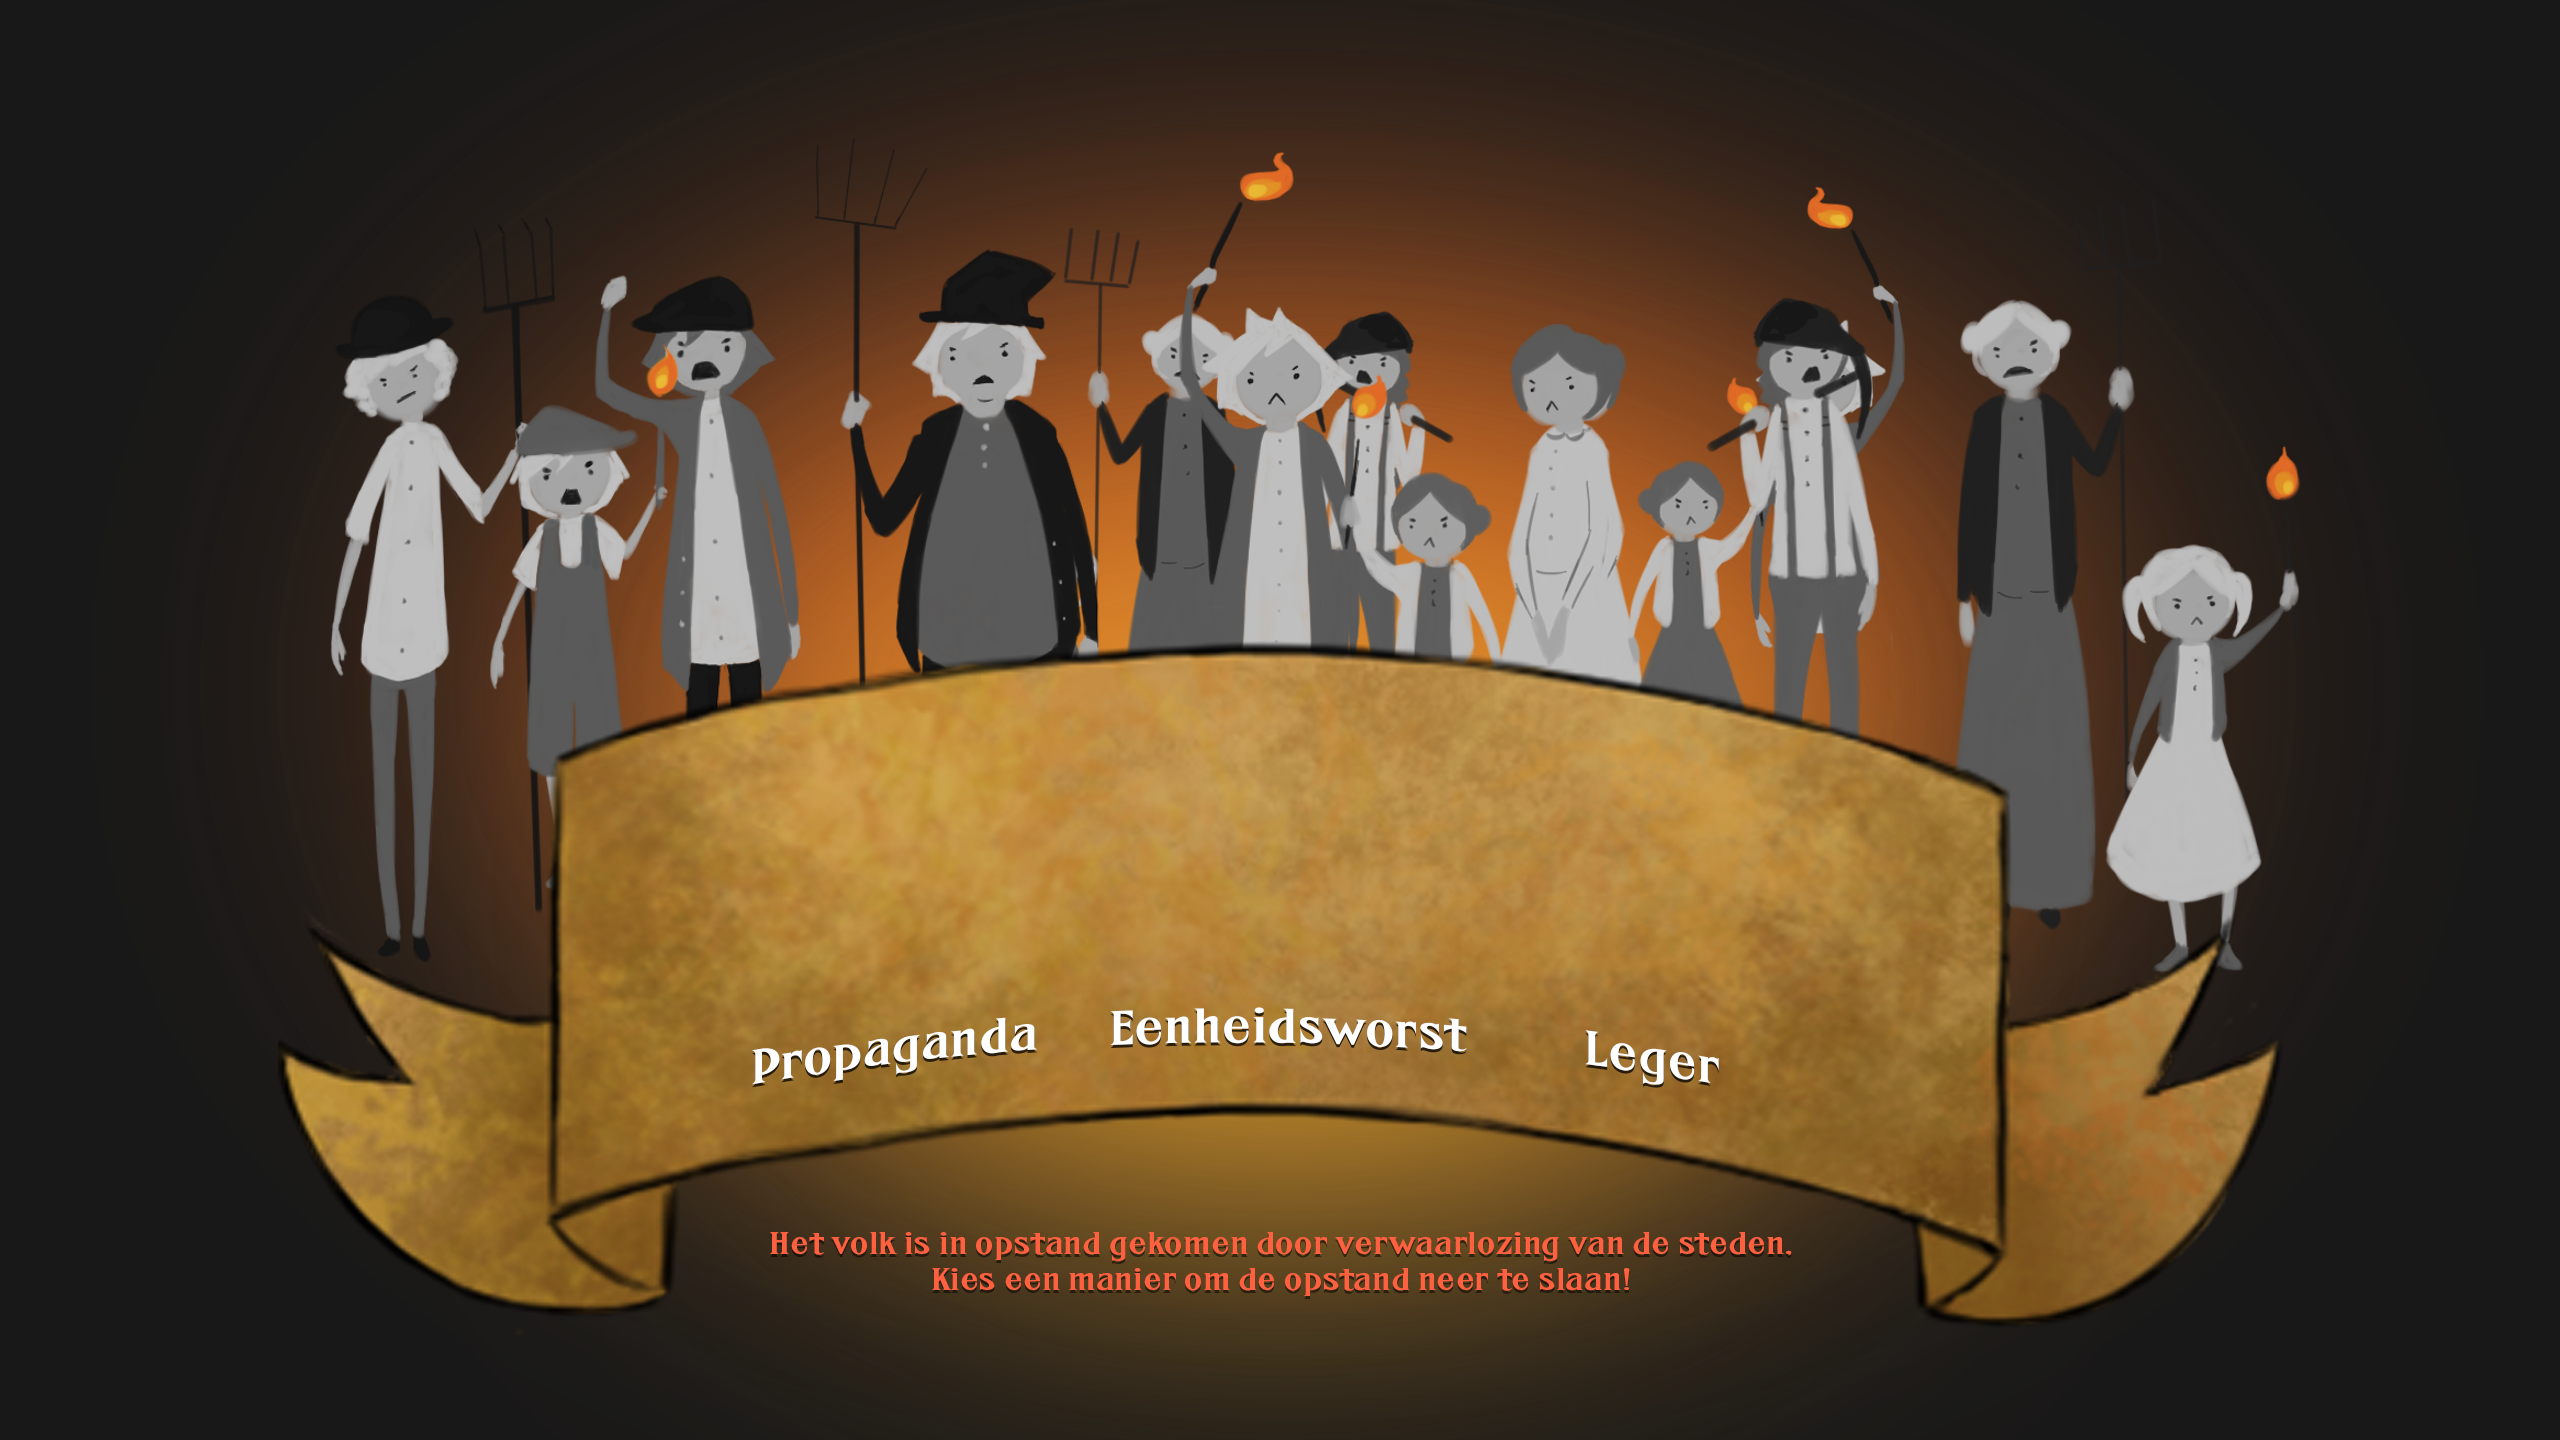 Propaganda Eenheidsworst Leger
Het volk is in opstand gekomen door verwaarlozing van de steden.
Kies een manier om de opstand neer te slaan!